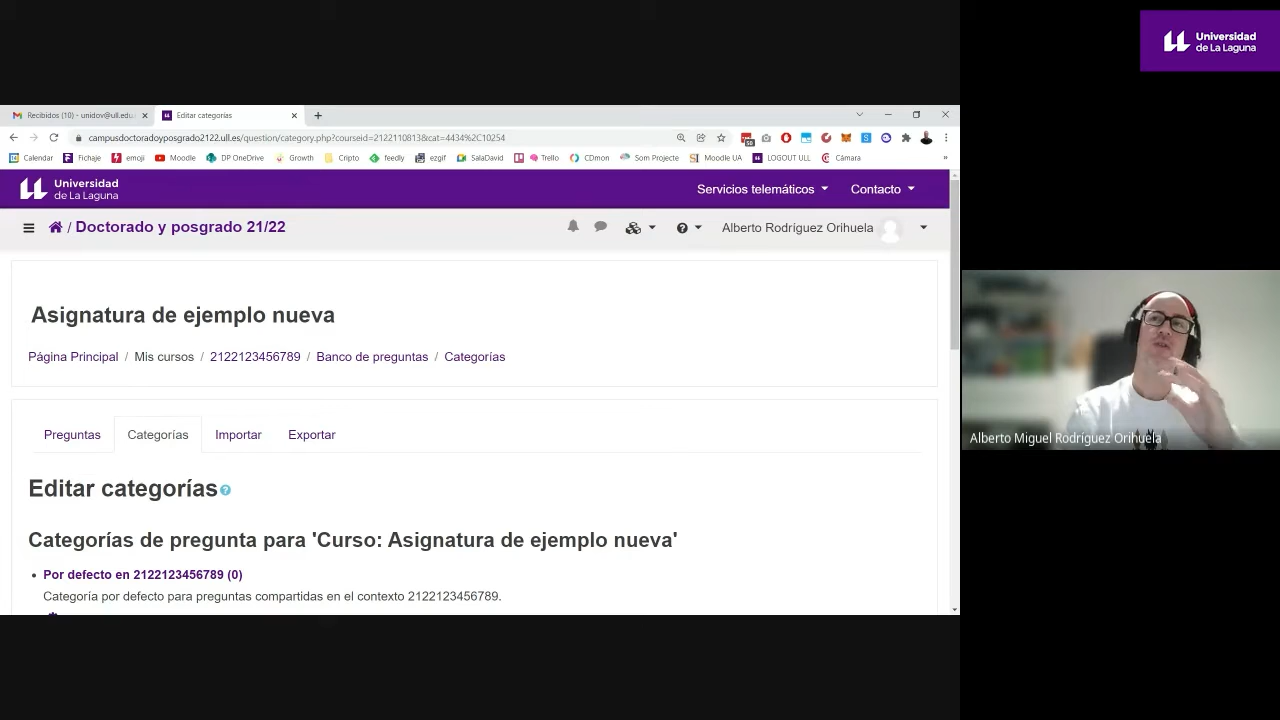 Universidad
de La Laguna
Recibidos (10) - unidov@ull.edu.
Editar categorías
campusdoctoradoyposgrado2122.ull.es/question/category.php?courseid=2122110813&cat=4434%2C10254
Calendar Fichaje emoji Moodle DP OneDrive Growth Cripto feedly ezgif SalaDavid Trello CDmon Som Projecte Moodle UA LOGOUT ULL Cámara »
Universidad
de La Laguna
Servicios telemáticos Contacto
/ Doctorado y posgrado 21/22
Alberto Rodríguez Orihuela
Asignatura de ejemplo nueva
Página Principal / Mis cursos / 2122123456789 / Banco de preguntas / Categorías
Preguntas Categorías Importar Exportar
Editar categorías
Categorías de pregunta para 'Curso: Asignatura de ejemplo nueva'
• Por defecto en 2122123456789 (0)
Categoría por defecto para preguntas compartidas en el contexto 2122123456789.
Alberto Miguel Rodríguez Orihuela